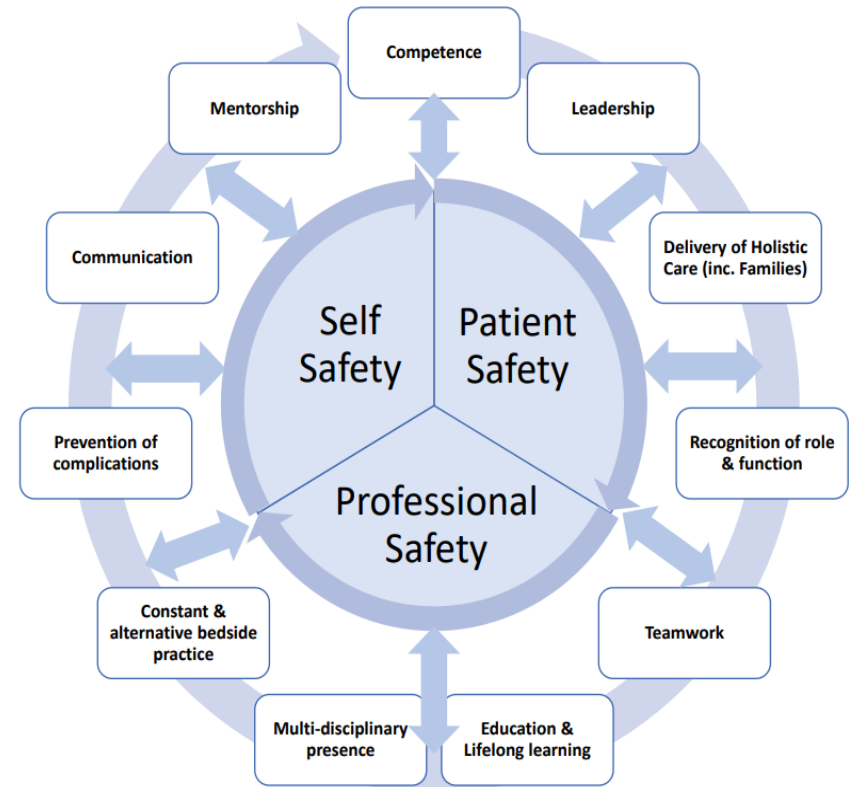 Competence
Leadership
Delivery of Holistic
Care (inc. Families)
Recognition of role
& function
Teamwork
Education &
Lifelong learning
Multi-disciplinary
presence
Constant &
alternative bedside
practice
Prevention of
complications
Communication
Mentorship
Self
Safety
Patient
Safety
Professional
Safety